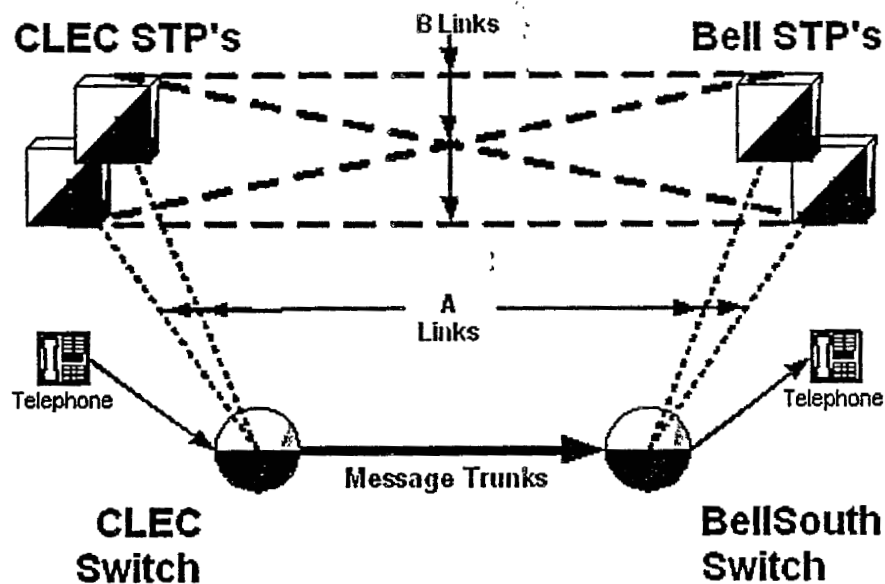 CLEC STP's
B Links
Bell STP's
A
Links
Telephone
Telephone
Message Trunks
CLEC
Switch
BellSouth
Switch